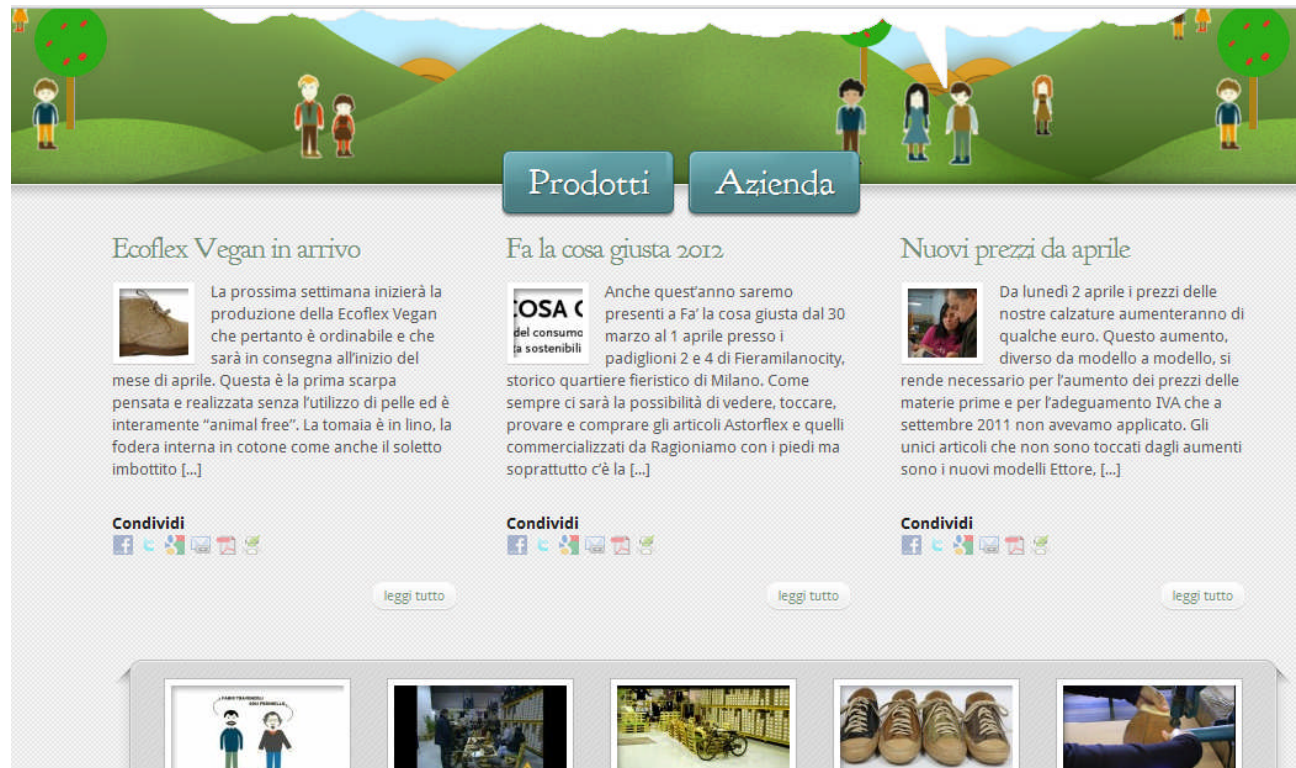 Prodotti
Azienda
Ecoflex Vegan in arrivo
La prossima settimana inizierà la
produzione della Ecoflex Vegan
che pertanto è ordinabile e che
sarà in consegna all'inizio del
mese di aprile. Questa è la prima scarpa
pensata e realizzata senza l'utilizzo di pelle ed è
interamente “animal free”. La tomaia è in lino, la
fodera interna in cotone come anche il soletto
imbottito [...]
Condividi
leggi tutto
Fa la cosa giusta 2012
COSA
del consumo
ta sostenibili
Anche quest'anno saremo
presenti a Fa' la cosa giusta dal 30
marzo al 1 aprile presso i
padiglioni 2 e 4 di Fieramilanocity,
storico quartiere fieristico di Milano. Come
sempre ci sarà la possibilità di vedere, toccare,
provare e comprare gli articoli Astorflex e quelli
commercializzati da Ragioniamo con i piedi ma
soprattutto c'è la [...]
Condividi
leggi tutto
Nuovi prezzi da aprile
Da lunedì 2 aprile i prezzi delle
nostre calzature aumenteranno di
qualche euro. Questo aumento,
diverso da modello a modello, si
rende necessario per l'aumento dei prezzi delle
materie prime e per l'adeguamento IVA che a
settembre 2011 non avevamo applicato. Gli
unici articoli che non sono toccati dagli aumenti
sono i nuovi modelli Ettore, [...]
Condividi
leggi tutto